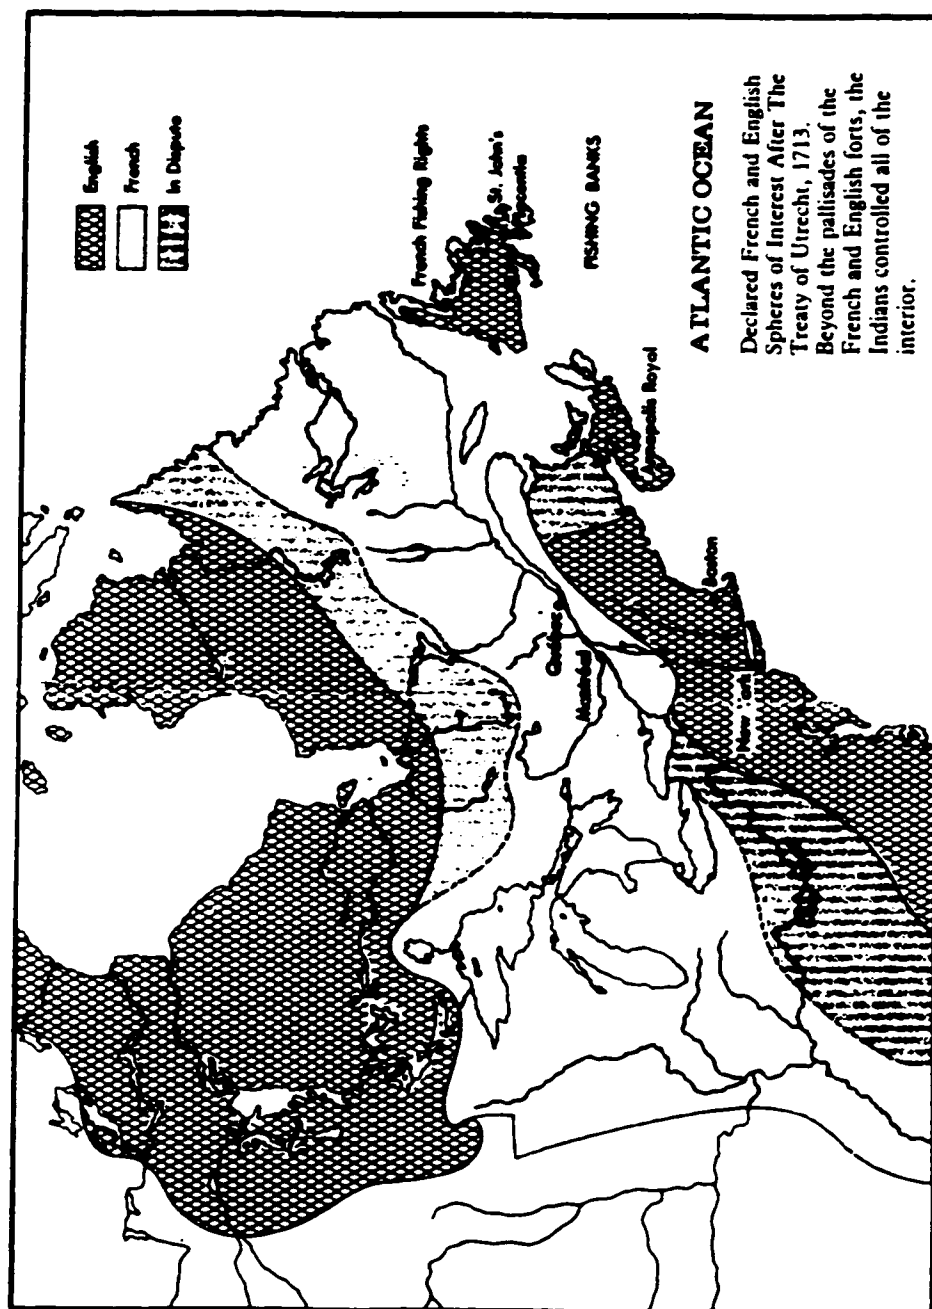 English
French
In Dispute
French Fishing Rights
St. John's
Placentia
FISHING BANKS
ATLANTIC OCEAN
Annapolis Royal
Boston
New York
Québec
Montréal
Declared French and English
Spheres of Interest After The
Treaty of Utrecht, 1713.
Beyond the pallisades of the
French and English forts, the
Indians controlled all of the
interior.